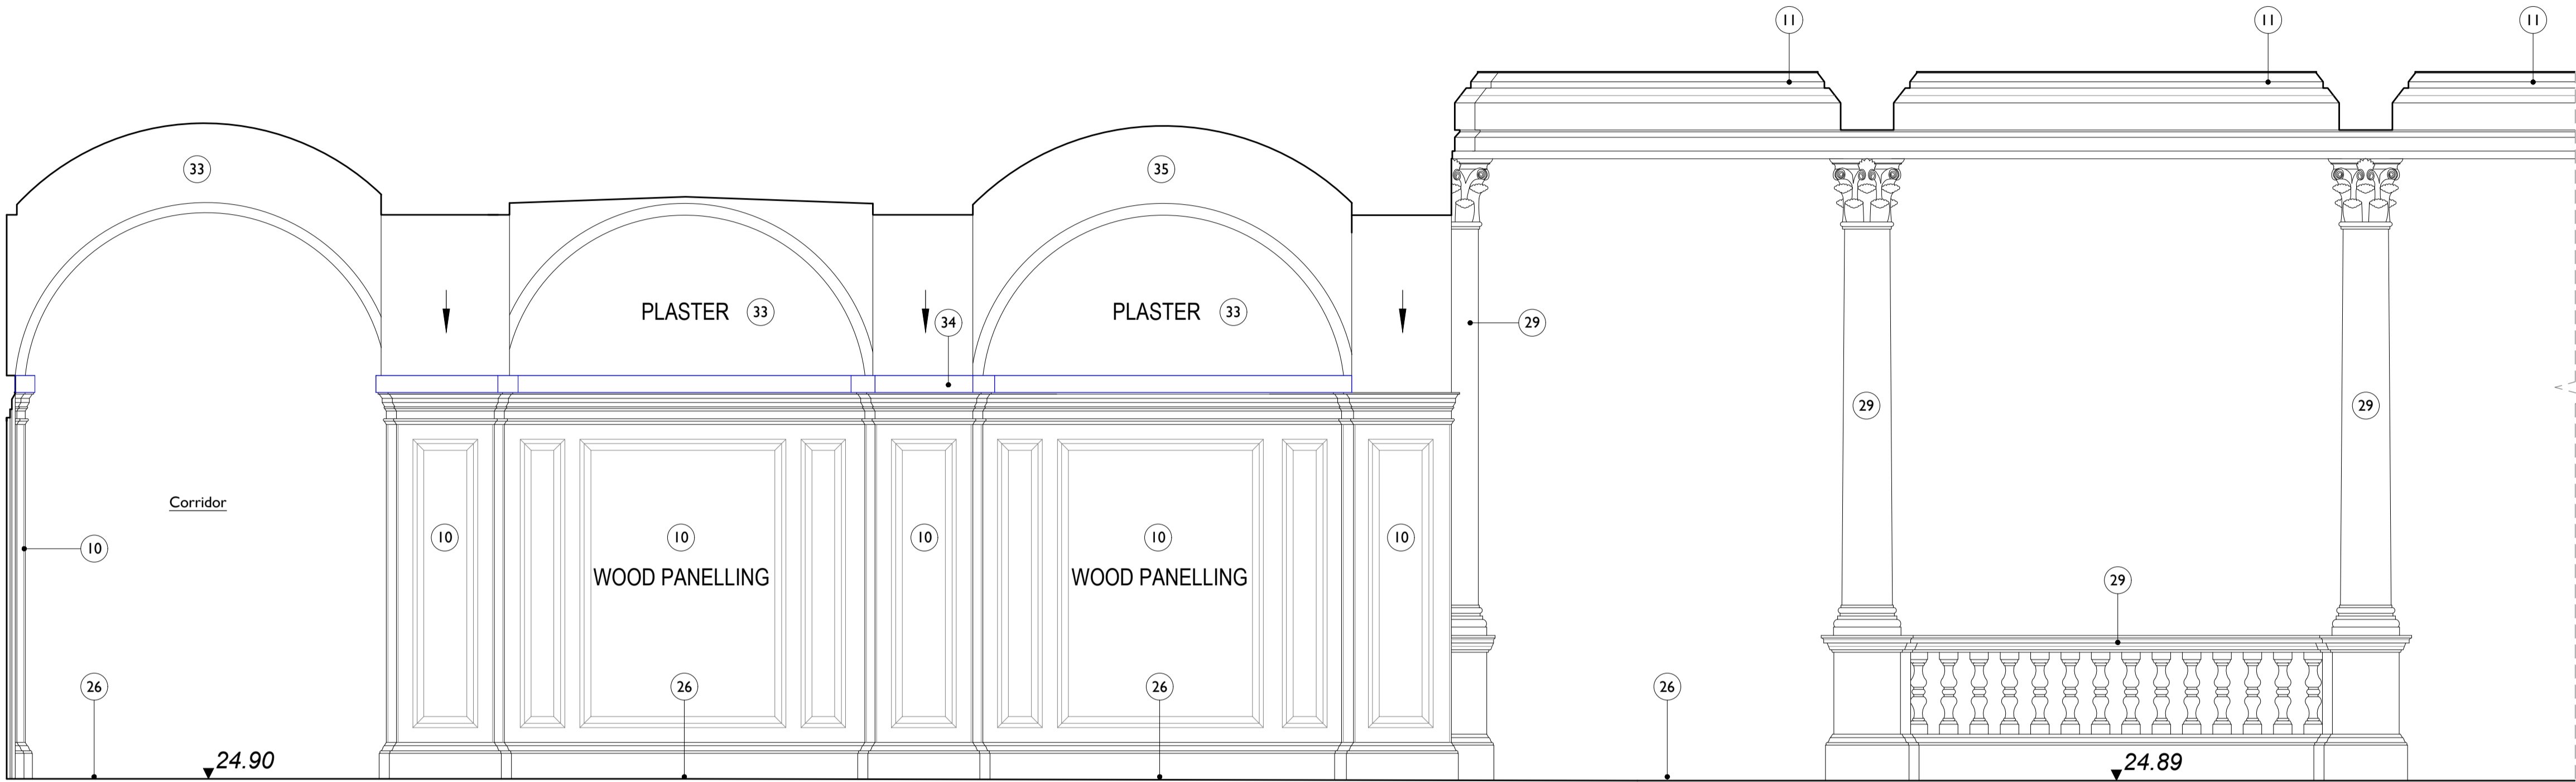 11 11 11
33 35
PLASTER 33 PLASTER 33
34 29
29 29
Corridor
10 10 10 10 10 10
WOOD PANELLING WOOD PANELLING
29
26 26 26 26
24.90 24.89